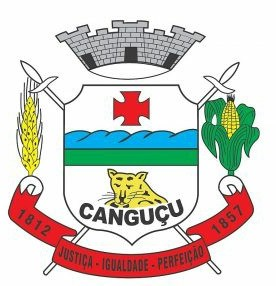 CANGUÇU
1812
JUSTIÇA - IGUALDADE - PERFEIÇÃO
1857